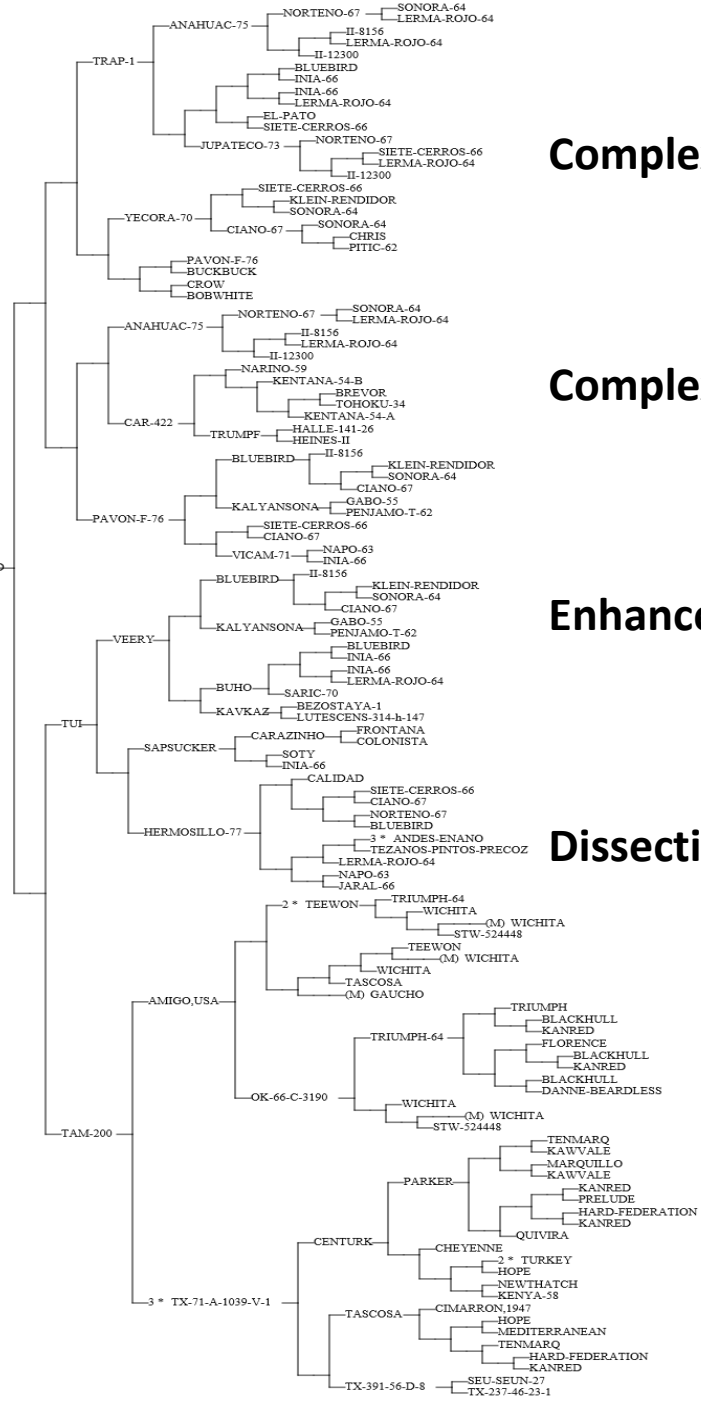 SONORA-64
NORTENO-67
LERMA-ROJO-64
ANAHUAC-75
II-8156
LERMA-ROJO-64
II-12300
TRAP-1
BLUEBIRD
INIA-66
INIA-66
LERMA-ROJO-64
EL-PATO
SIETE-CERROS-66
NORTENO-67
JUPATECO-73
SIETE-CERROS-66
LERMA-ROJO-64
II-12300
Complex
SIETE-CERROS-66
KLEIN-RENDIDOR
SONORA-64
YECORA-70
SONORA-64
CIANO-67
CHRIS
PITIC-62
PAVON-F-76
BUCKBUCK
CROW
BOBWHITE
SONORA-64
NORTENO-67
LERMA-ROJO-64
ANAHUAC-75
II-8156
LERMA-ROJO-64
II-12300
NARINO-59
KENTANA-54-B
Complex
BREVOR
TOHOKU-34
KENTANA-54-A
CAR-422
HALLE-141-26
TRUMPF
HEINES-II
II-8156
BLUEBIRD
KLEIN-RENDIDOR
SONORA-64
CIANO-67
GABO-55
KALYANSONA
PENJAMO-T-62
PAVON-F-76
SIETE-CERROS-66
CIANO-67
NAPO-63
VICAM-71
INIA-66
II-8156
BLUEBIRD
KLEIN-RENDIDOR
SONORA-64
CIANO-67
Enhance
GABO-55
KALYANSONA
PENJAMO-T-62
VEERY
BLUEBIRD
INIA-66
INIA-66
LERMA-ROJO-64
BUHO
SARIC-70
BEZOSTAYA-1
KAVKAZ
LUTESCENS-314-h-147
TUI
FRONTANA
CARAZINHO
COLONISTA
SAPSUCKER
SOTY
INIA-66
CALIDAD
SIETE-CERROS-66
CIANO-67
NORTENO-67
BLUEBIRD
HERMOSILLO-77
3 * ANDES-ENANO
TEZANOS-PINTOS-PRECOZ
Dissecti
LERMA-ROJO-64
NAPO-63
JARAL-66
TRIUMPH-64
2 * TEEWON
WICHITA
(M) WICHITA
STW-524448
TEEWON
(M) WICHITA
WICHITA
TASCOSA
(M) GAUCHO
AMIGO,USA
TRIUMPH
BLACKHULL
KANRED
TRIUMPH-64
FLORENCE
BLACKHULL
KANRED
BLACKHULL
DANNE-BEARDLESS
OK-66-C-3190
WICHITA
(M) WICHITA
STW-524448
TAM-200
TENMARQ
KAWVALE
MARQUILLO
KAWVALE
PARKER
KANRED
PRELUDE
HARD-FEDERATION
KANRED
QUIVIRA
CENTURK
CHEYENNE
2 * TURKEY
HOPE
NEWTHATCH
KENYA-58
3 * TX-71-A-1039-V-1
CIMARRON,1947
TASCOSA
HOPE
MEDITERRANEAN
TENMARQ
HARD-FEDERATION
KANRED
SEU-SEUN-27
TX-391-56-D-8
TX-237-46-23-1